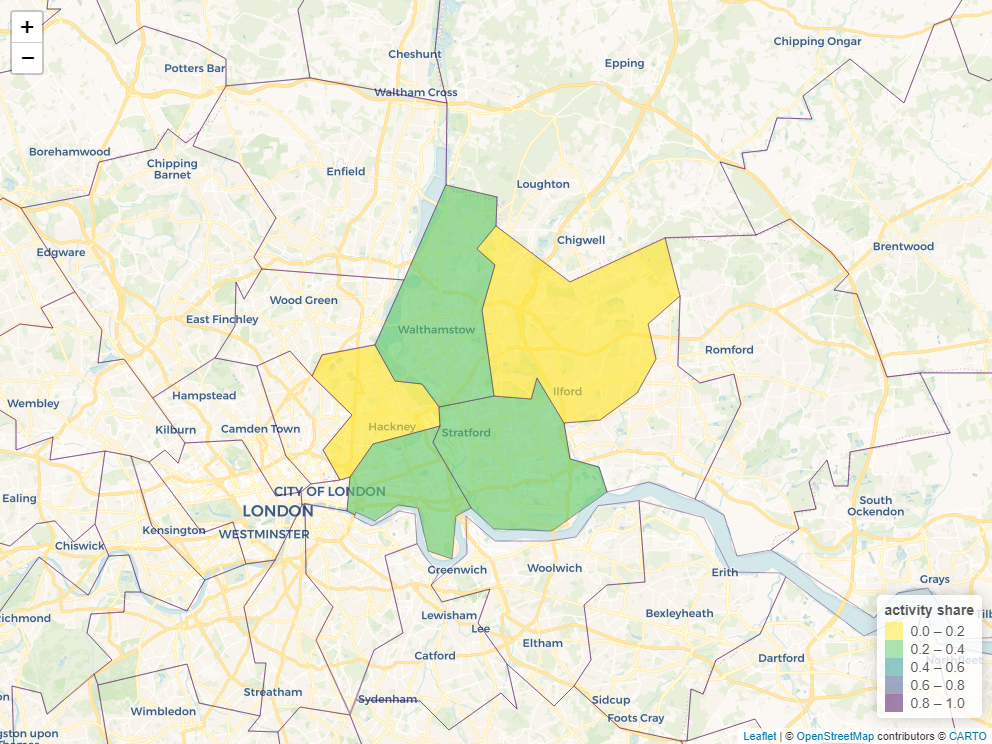 +
−
Chipping Ongar
Cheshunt
Epping
Potters Bar
Waltham Cross
Borehamwood
Chipping
Barnet
Enfield
Loughton
Chigwell
Edgware
Brentwood
Wood Green
East Finchley
Walthamstow
Romford
Hampstead
Ilford
Wembley
Kilburn
Camden Town
Hackney
Stratford
CITY OF LONDON
Ealing
LONDON
South
Ockendon
Kensington
WESTMINSTER
Chiswick
Greenwich
Woolwich
Erith
Grays
Lewisham
Bexleyheath
Lee
Eltham
Catford
Dartford
Northfleet
Streatham
Sydenham
Sidcup
Wimbledon
Foots Cray
activity share
0.0 – 0.2
0.2 – 0.4
0.4 – 0.6
0.6 – 0.8
0.8 – 1.0
Leaflet | © OpenStreetMap contributors © CARTO